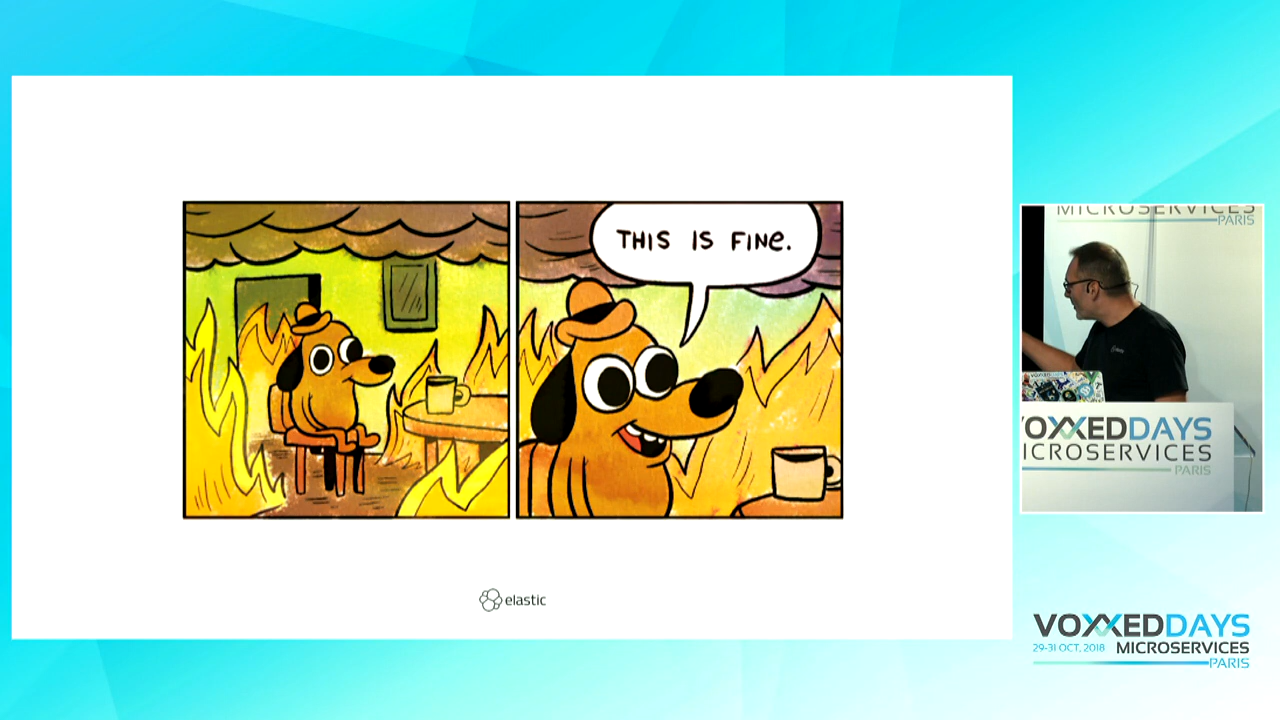 THIS IS FINE.
elastic
MICROSERVICES
PARIS
VOXXEDDAYS
MICROSERVICES
PARIS
VOXXEDDAYS
29-31 OCT, 2018 MICROSERVICES
PARIS